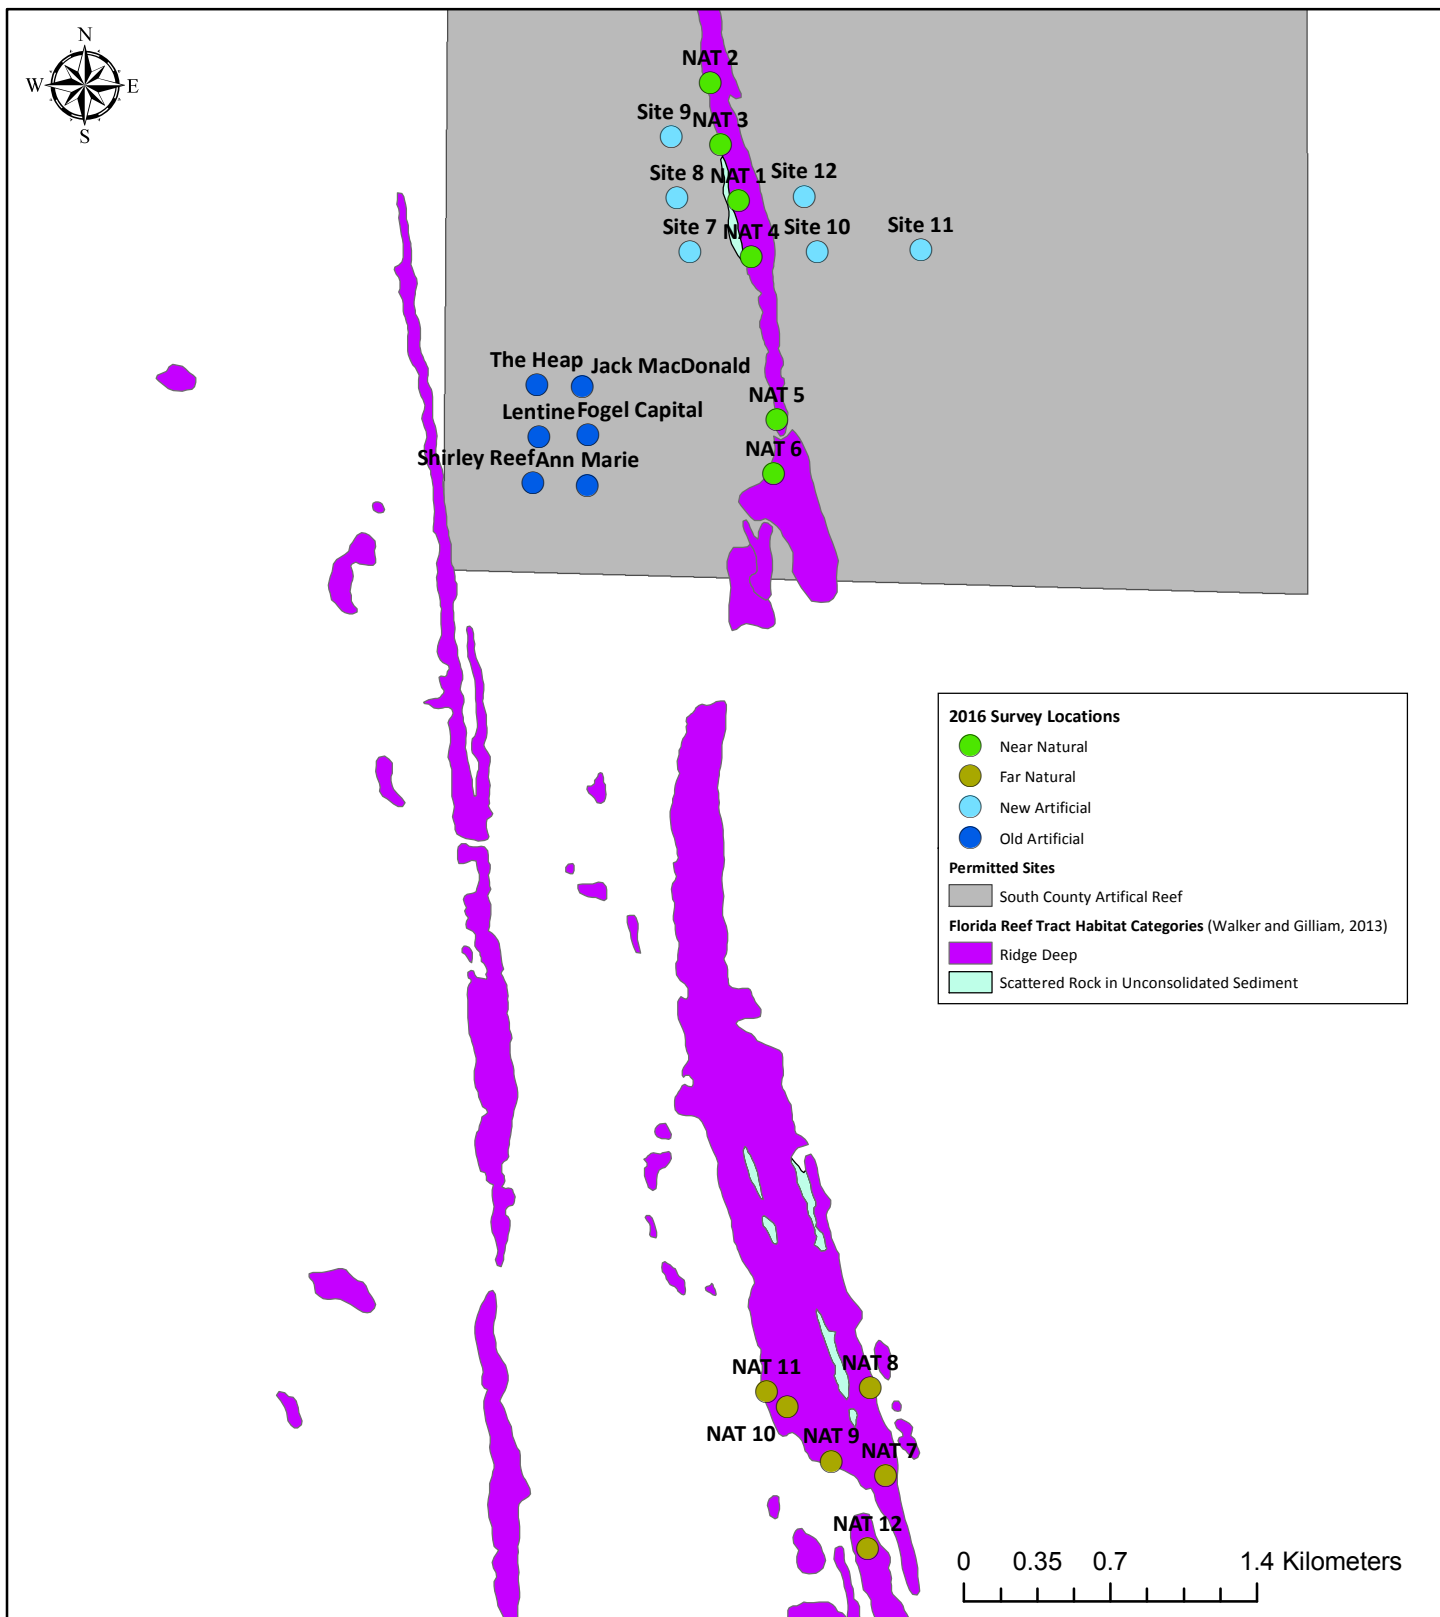 N
W E
S
NAT 2
Site 9
NAT 3
Site 8
NAT 1
Site 12
Site 7
NAT 4
Site 10
Site 11
The Heap
Jack MacDonald
NAT 5
Lentine
Fogel Capital
NAT 6
Shirley Reef
Ann Marie
2016 Survey Locations
Near Natural
Far Natural
New Artificial
Old Artificial
Permitted Sites
South County Artifical Reef
Florida Reef Tract Habitat Categories (Walker and Gilliam, 2013)
Ridge Deep
Scattered Rock in Unconsolidated Sediment
NAT 11
NAT 8
NAT 10
NAT 9
NAT 7
NAT 12
0 0.35 0.7 1.4 Kilometers